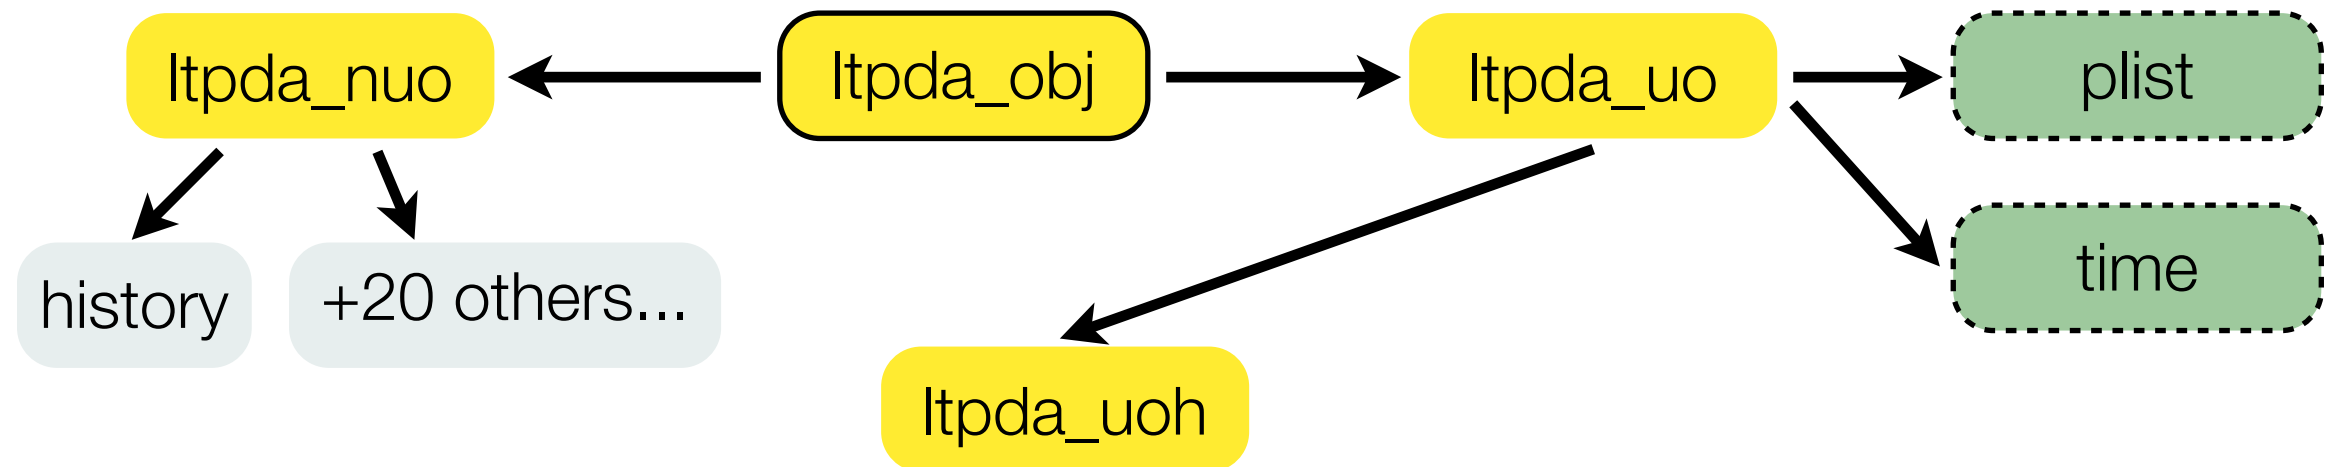 ltpda_nuo
ltpda_obj
ltpda_uo
plist
time
history
+20 others...
ltpda_uoh